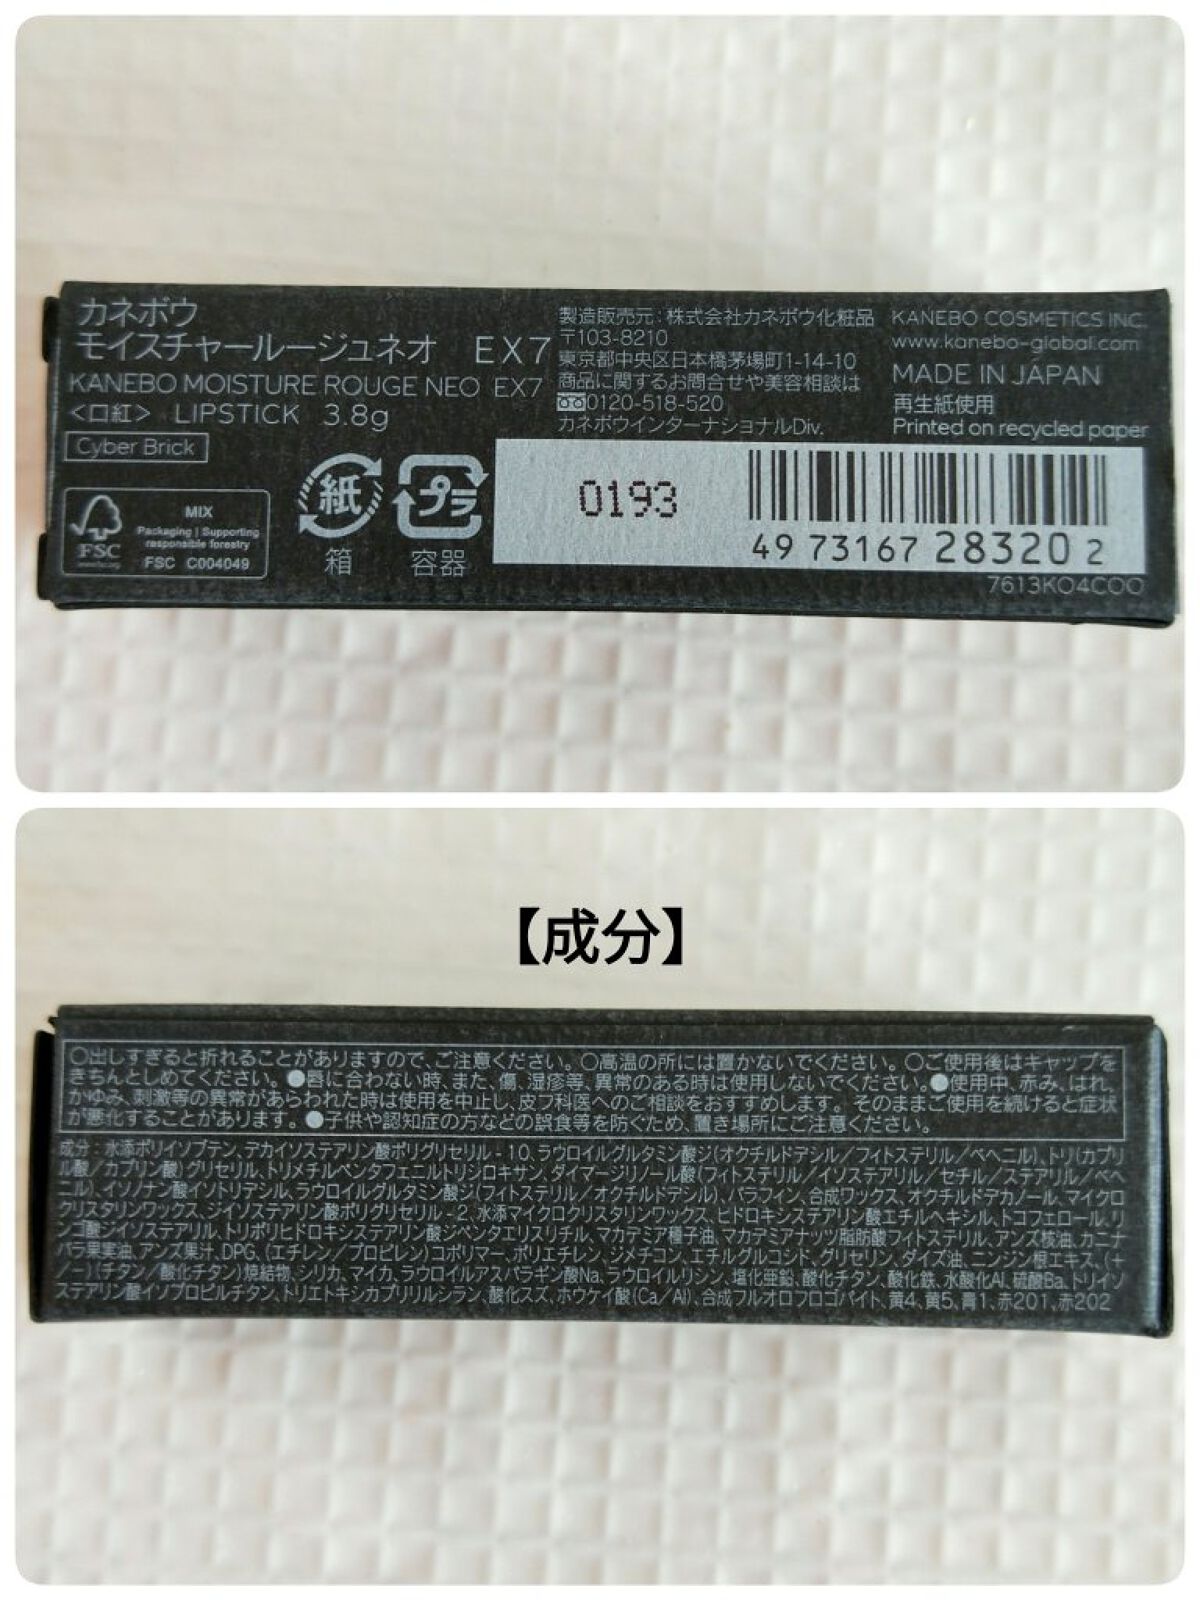 カネボウ
モイスチャールージュネオ EX7
KANEBO MOISTURE ROUGE NEO EX7
<口紅> LIPSTICK 3.8g
Cyber Brick
FSC
www.fsc.org
MIX
Packaging | Supporting
responsible forestry
FSC C004049
紙
箱
プラ
容器
製造販売元:株式会社カネボウ化粧品
〒103-8210
東京都中央区日本橋茅場町1-14-10
商品に関するお問合せや美容相談は
0120-518-520
カネボウインターナショナルDiv.
KANEBO COSMETICS INC.
www.kanebo-global.com
MADE IN JAPAN
再生紙使用
Printed on recycled paper
0193
4973167283202
7613K04C00
【成分】
○出しすぎると折れることがありますので、ご注意ください。○高温の所には置かないでください。○ご使用後はキャップを
きちんとしめてください。●唇に合わない時、また、傷、湿疹等、異常のある時は使用しないでください。●使用中、赤み、はれ、
かゆみ、刺激等の異常があらわれた時は使用を中止し、皮フ科医へのご相談をおすすめします。そのままご使用を続けると症状
が悪化することがあります。●子供や認知症の方などの誤食等を防ぐため、置き場所にご注意ください。
成分:水添ポリイソブテン、デカイソステアリン酸ポリグリセリル-10、ラウロイルグルタミン酸ジ(オクチルドデシル/フィトステリル/ベヘニル)、トリ(カプリ
ル酸/カプリン酸)グリセリル、トリメチルペンタフェニルトリシロキサン、ダイマージリノール酸(フィトステリル/イソステアリル/セチル/ステアリル/ベヘ
ニル)、イソノナン酸イソトリデシル、ラウロイルグルタミン酸ジ(フィトステリル/オクチルドデシル)、パラフィン、合成ワックス、オクチルドデカノール、マイクロ
クリスタリンワックス、ジイソステアリン酸ポリグリセリル-2、水添マイクロクリスタリンワックス、ヒドロキシステアリン酸エチルヘキシル、トコフェロール、リ
ンゴ酸ジイソステアリル、トリポリヒドロキシステアリン酸ジペンタエリスリチル、マカデミア種子油、マカデミアナッツ脂肪酸フィトステリル、アンズ核油、カニナ
バラ果実油、アンズ果汁、DPG、(エチレン/プロピレン)コポリマー、ポリエチレン、ジメチコン、エチルグルコシド、グリセリン、ダイズ油、ニンジン根エキス、(+
/-)(チタン/酸化チタン)焼結物、シリカ、マイカ、ラウロイルアスパラギン酸Na、ラウロイルリシン、塩化亜鉛、酸化チタン、酸化鉄、水酸化Al、硫酸Ba、トリイソ
ステアリン酸イソプロピルチタン、トリエトキシカプリリルシラン、酸化スズ、ホウケイ酸(Ca/Al)、合成フルオロフロゴパイト、黄4、黄5、青1、赤201、赤202